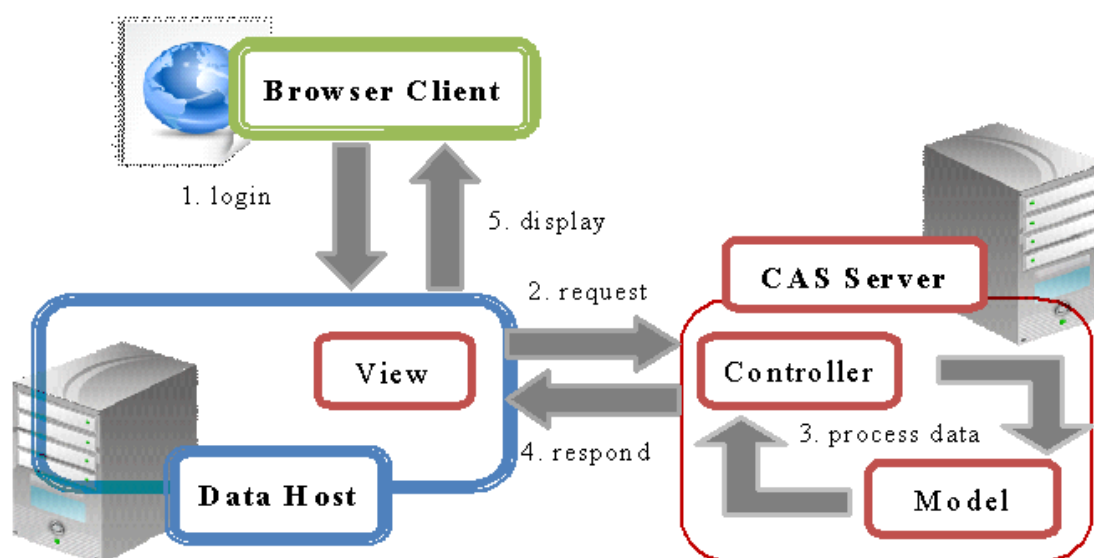 Browser Client
1. login
5. display
2. request
CAS Server
View
Controller
3. process data
4. respond
Data Host
Model